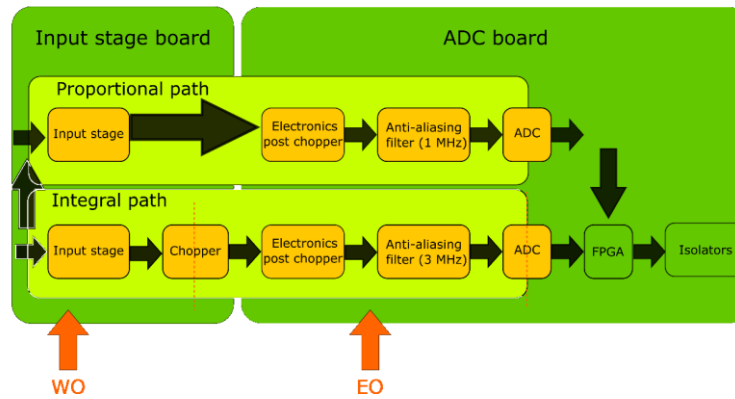 Input stage board
ADC board
Proportional path
Input stage
Electronics
post chopper
Anti-aliasing
filter (1 MHz)
ADC
Integral path
Input stage
Chopper
Electronics
post chopper
Anti-aliasing
filter (3 MHz)
ADC
FPGA
Isolators
WO
EO